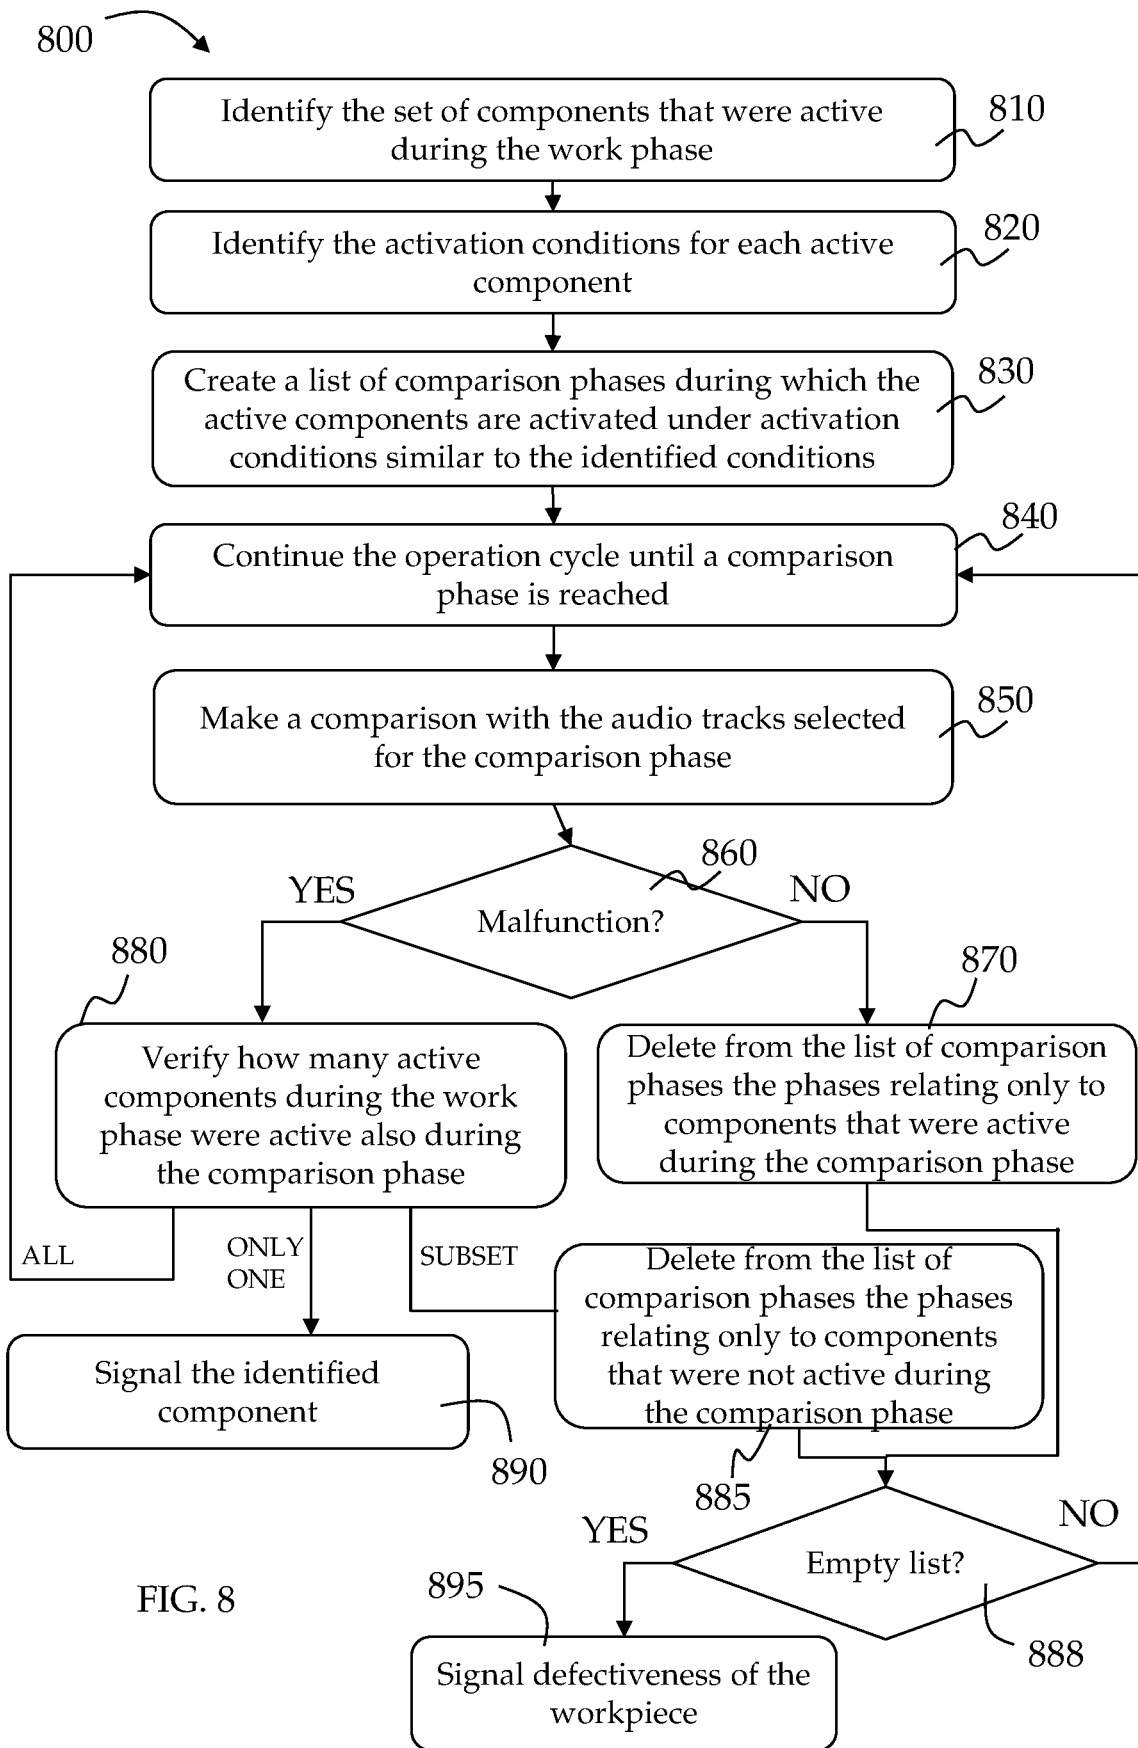 800
Identify the set of components that were active
during the work phase
810
Identify the activation conditions for each active
component
820
Create a list of comparison phases during which the
active components are activated under activation
conditions similar to the identified conditions
830
Continue the operation cycle until a comparison
phase is reached
840
Make a comparison with the audio tracks selected
for the comparison phase
850
Malfunction?
860
YES
NO
880
Verify how many active
components during the work
phase were active also during
the comparison phase
870
Delete from the list of comparison
phases the phases relating only to
components that were active
during the comparison phase
ALL
ONLY
ONE
SUBSET
Delete from the list of
comparison phases the phases
relating only to components
that were not active during
the comparison phase
885
Signal the identified
component
890
Empty list?
YES
NO
888
895
Signal defectiveness of the
workpiece
FIG. 8